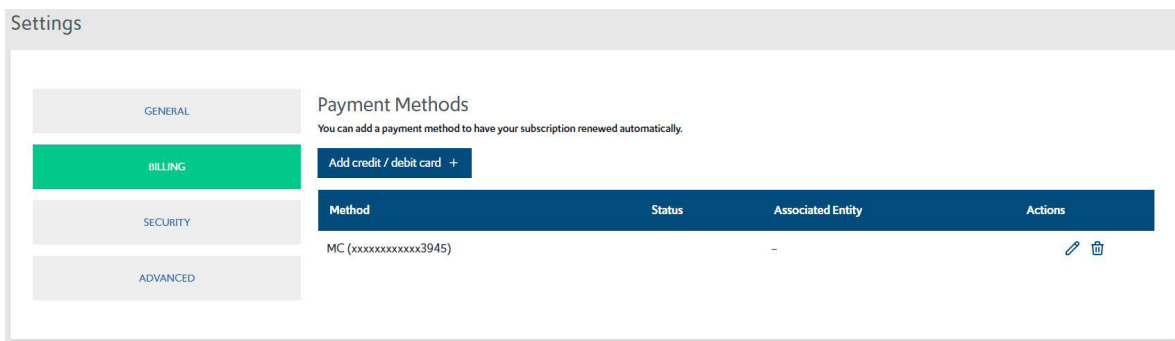 Settings
GENERAL
BILLING
SECURITY
ADVANCED
Payment Methods
You can add a payment method to have your subscription renewed automatically.
Add credit / debit card +
Method Status Associated Entity Actions
MC (xxxxxxxxxxxx3945) –